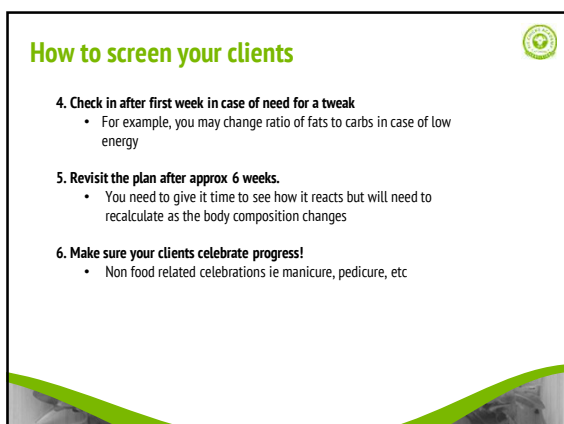 How to screen your clients
4. Check in after first week in case of need for a tweak
• For example, you may change ratio of fats to carbs in case of low
energy
5. Revisit the plan after approx 6 weeks.
• You need to give it time to see how it reacts but will need to
recalculate as the body composition changes
6. Make sure your clients celebrate progress!
• Non food related celebrations ie manicure, pedicure, etc